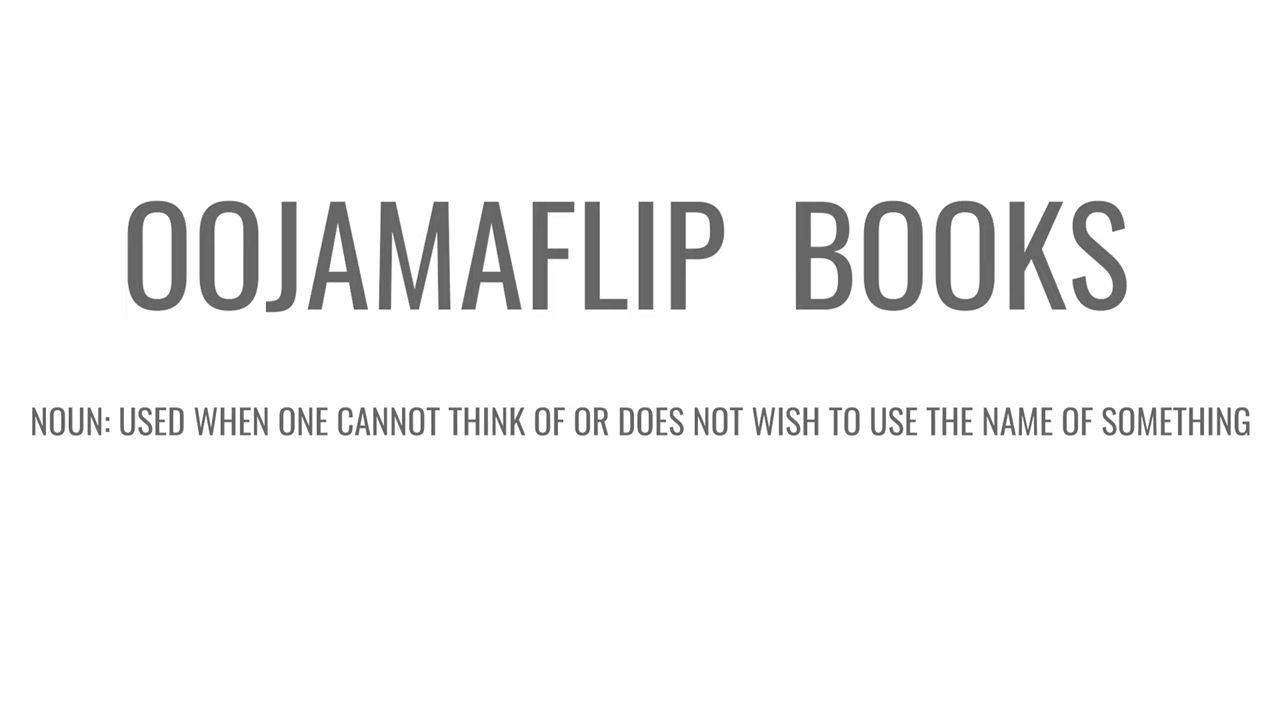 OOJAMAFLIP BOOKS
NOUN: USED WHEN ONE CANNOT THINK OF OR DOES NOT WISH TO USE THE NAME OF SOMETHING